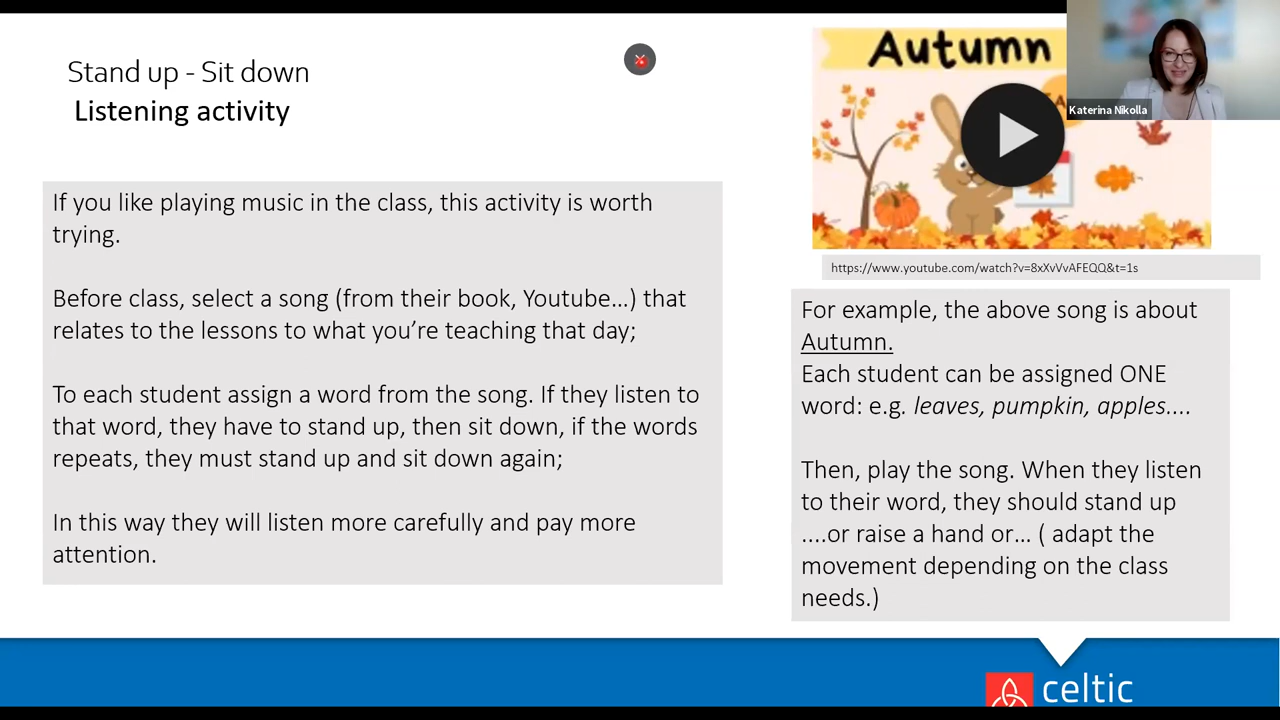 Stand up - Sit down
Listening activity
If you like playing music in the class, this activity is worth
trying.
Before class, select a song (from their book, Youtube...) that
relates to the lessons to what you're teaching that day;
To each student assign a word from the song. If they listen to
that word, they have to stand up, then sit down, if the words
repeats, they must stand up and sit down again;
In this way they will listen more carefully and pay more
attention.
Autumn
Katerina Nikolla
https://www.youtube.com/watch?v=8xXvVvAFEQQ&t=1s
For example, the above song is about
Autumn.
Each student can be assigned ONE
word: e.g. leaves, pumpkin, apples....
Then, play the song. When they listen
to their word, they should stand up
....or raise a hand or... ( adapt the
movement depending on the class
needs.)
celtic